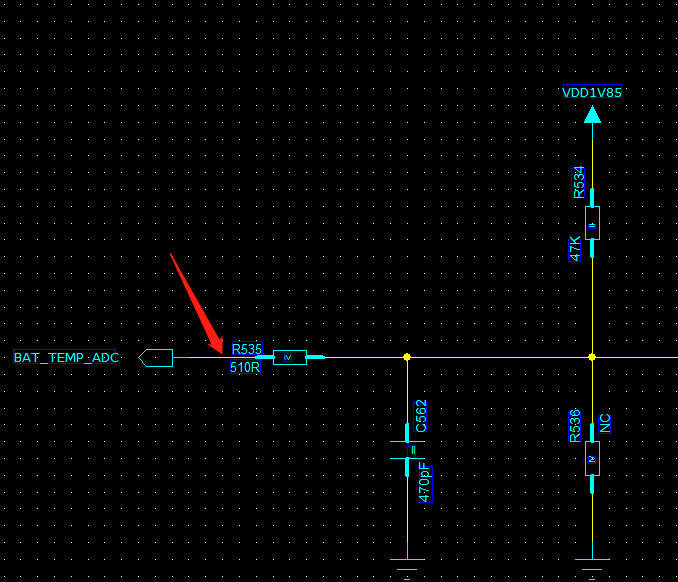 VDD1V85
R534
47K
BAT_TEMP_ADC
R535
510R
C562
470pF
R536
NC